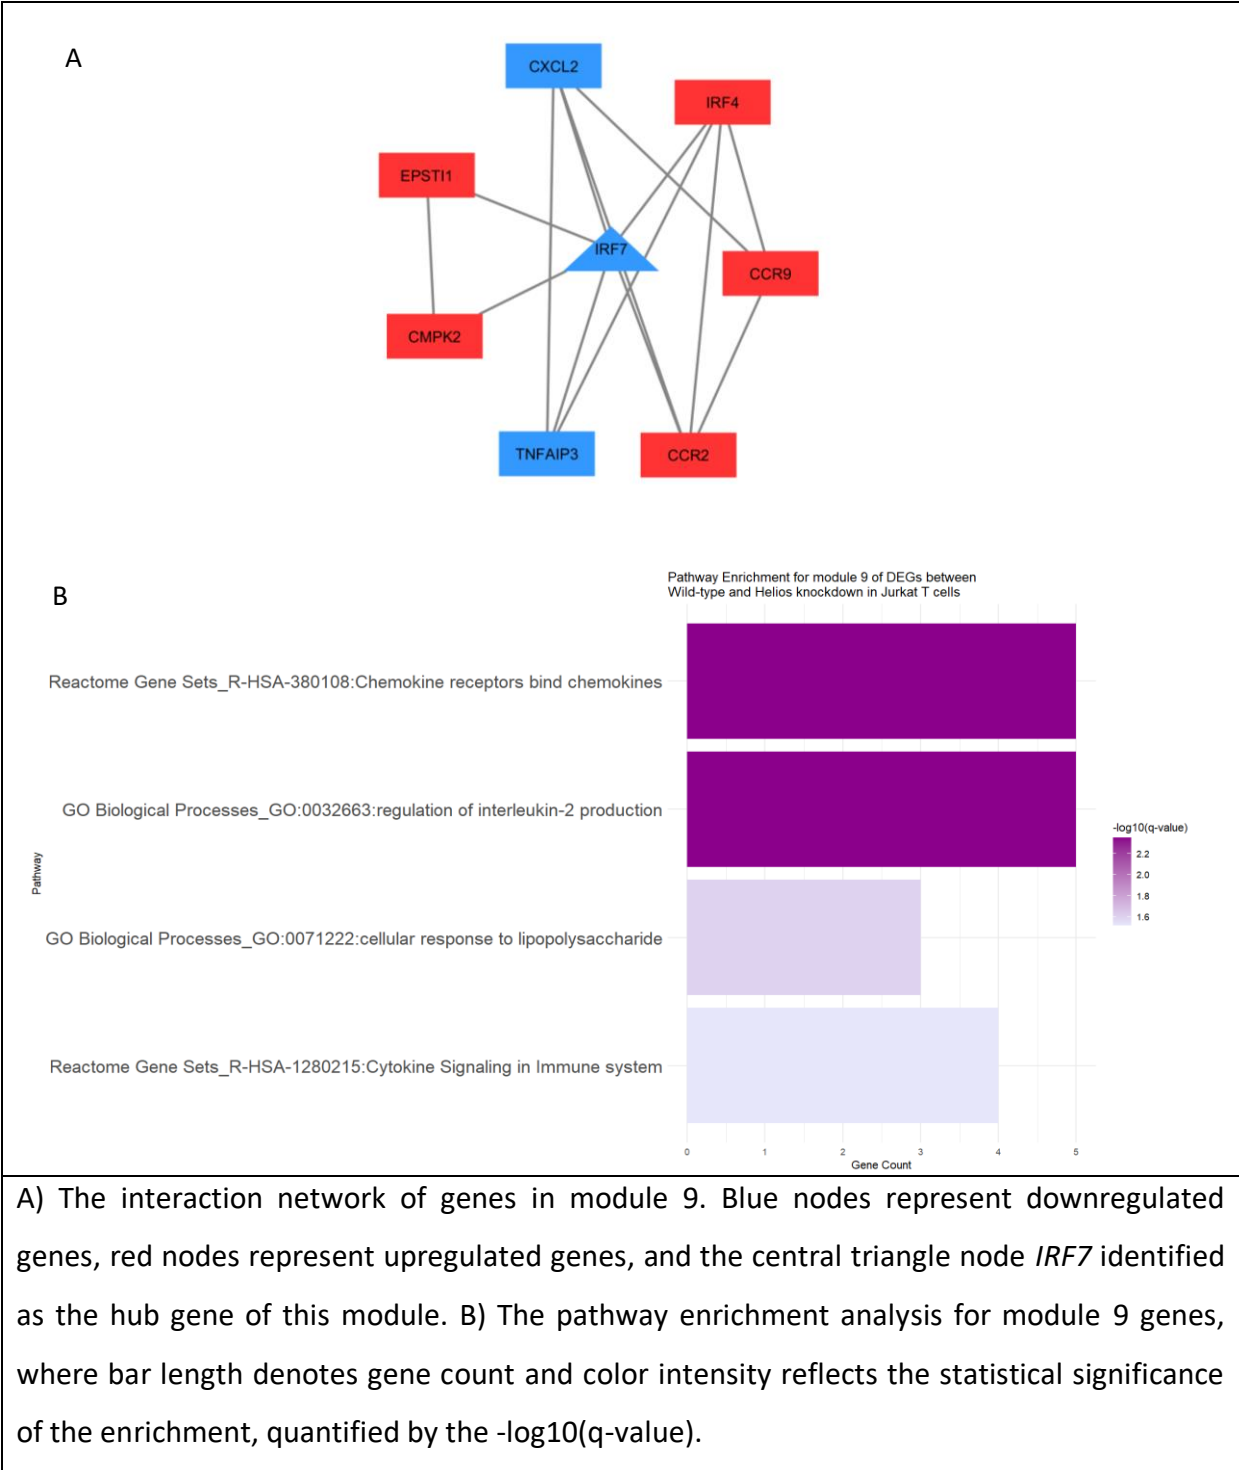 A
CXCL2
IRF4
EPSTI1
IRF7
CCR9
CMPK2
TNFAIP3
CCR2
B
Pathway Enrichment for module 9 of DEGs between
Wild-type and Helios knockdown in Jurkat T cells
Reactome Gene Sets_R-HSA-380108:Chemokine receptors bind chemokines
GO Biological Processes_GO:0032663:regulation of interleukin-2 production
GO Biological Processes_GO:0071222:cellular response to lipopolysaccharide
Reactome Gene Sets_R-HSA-1280215:Cytokine Signaling in Immune system
Pathway
-log10(q-value)
2.2
2.0
1.8
1.6
0 1 2 3 4 5
Gene Count
A) The interaction network of genes in module 9. Blue nodes represent downregulated
genes, red nodes represent upregulated genes, and the central triangle node IRF7 identified
as the hub gene of this module. B) The pathway enrichment analysis for module 9 genes,
where bar length denotes gene count and color intensity reflects the statistical significance
of the enrichment, quantified by the -log10(q-value).